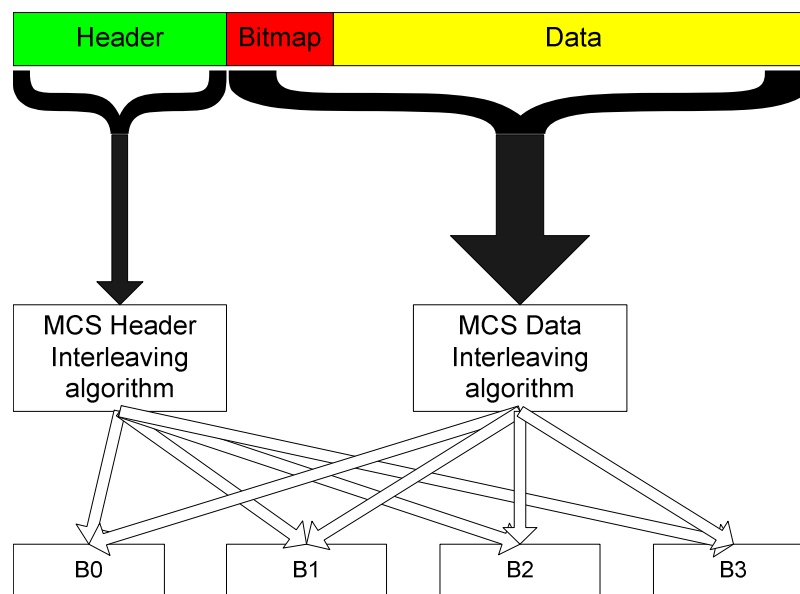 Header Bitmap Data
MCS Header MCS Data
Interleaving Interleaving
algorithm algorithm
B0 B1 B2 B3